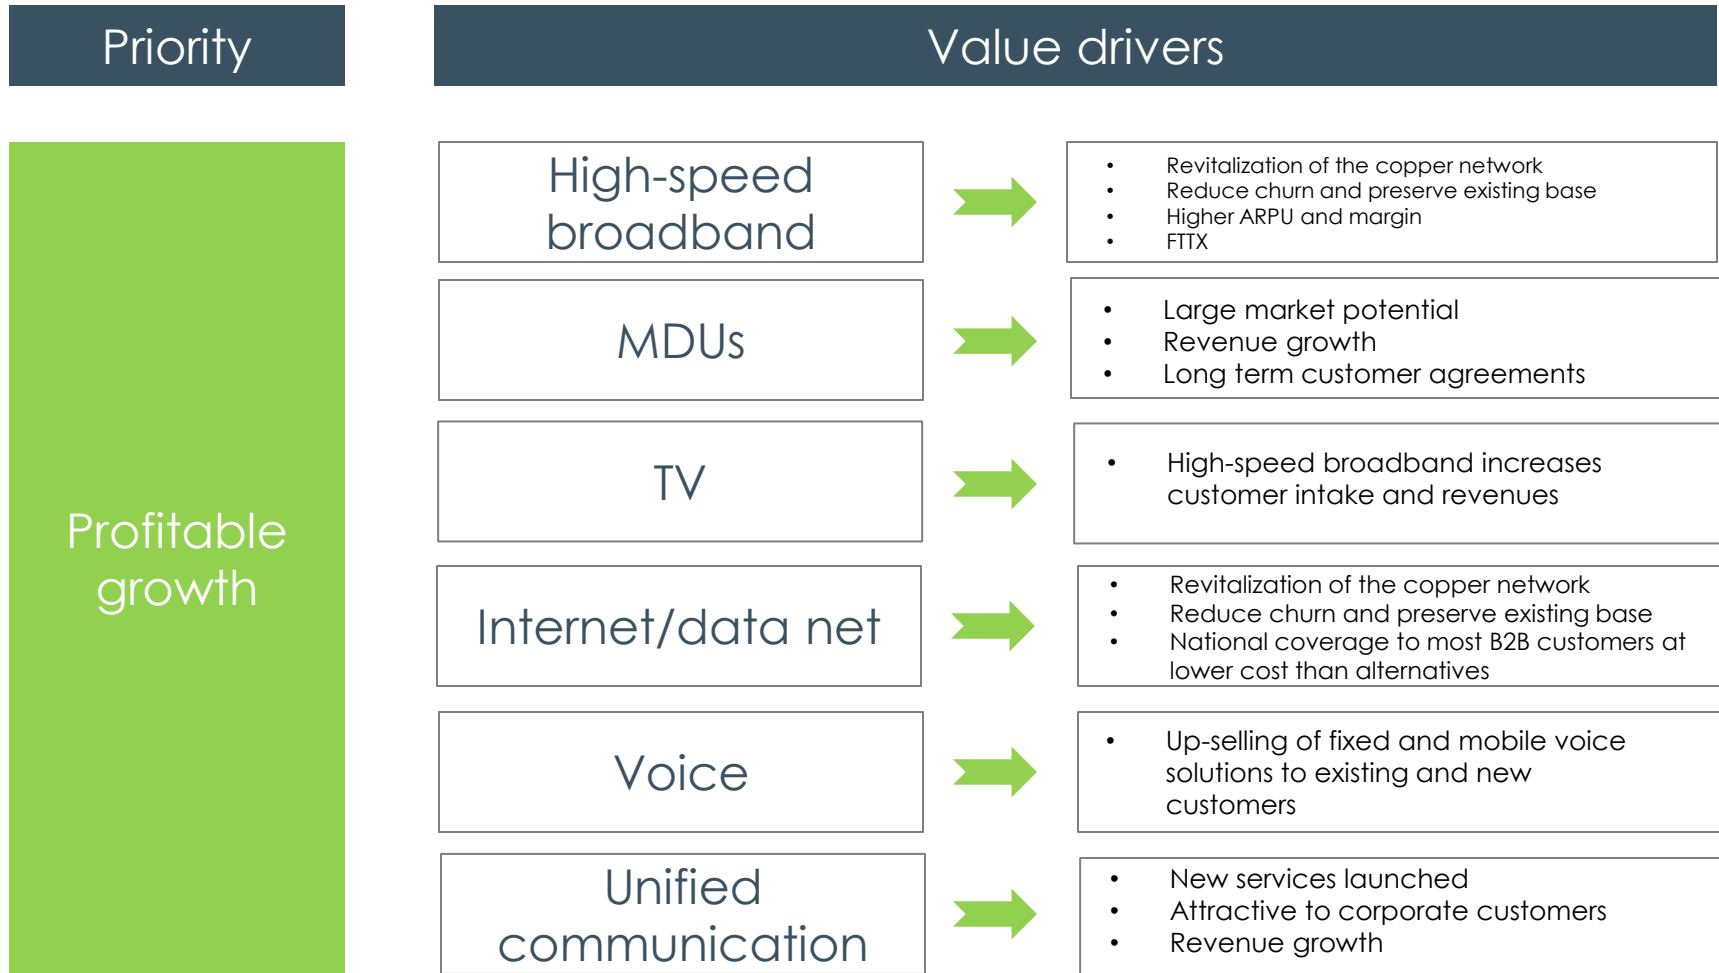 Priority
Value drivers
Profitable
growth
High-speed
broadband
• Revitalization of the copper network
• Reduce churn and preserve existing base
• Higher ARPU and margin
• FTTX
MDUs
• Large market potential
• Revenue growth
• Long term customer agreements
TV
• High-speed broadband increases
customer intake and revenues
Internet/data net
• Revitalization of the copper network
• Reduce churn and preserve existing base
• National coverage to most B2B customers at
lower cost than alternatives
Voice
• Up-selling of fixed and mobile voice
solutions to existing and new
customers
Unified
communication
• New services launched
• Attractive to corporate customers
• Revenue growth